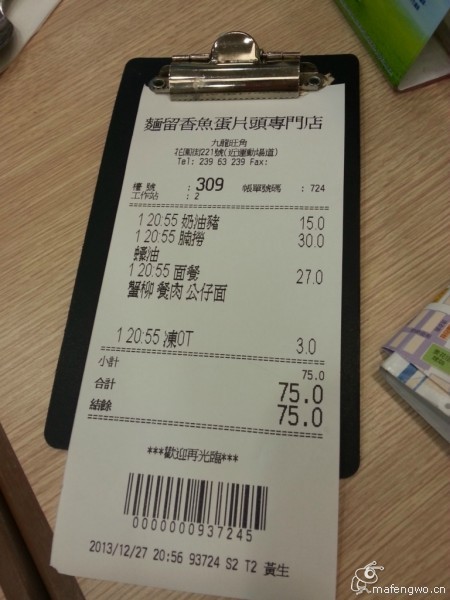 麵留香魚蛋片頭專門店
九龍旺角
花園街221號(近運動場道)
Tel: 239 63 239 Fax:
檯號 : 309 帳單號碼 : 724
工作站 : 2
1 20:55 奶油豬 15.0
1 20:55 腩撈 30.0
蠔油
1 20:55 面餐 27.0
蟹柳 餐肉 公仔面
1 20:55 凍OT 3.0
小計 75.0
合計 75.0
結餘 75.0
***歡迎再光臨***
0000000937245
2013/12/27 20:56 93724 S2 T2 黃生
mafengwo.cn